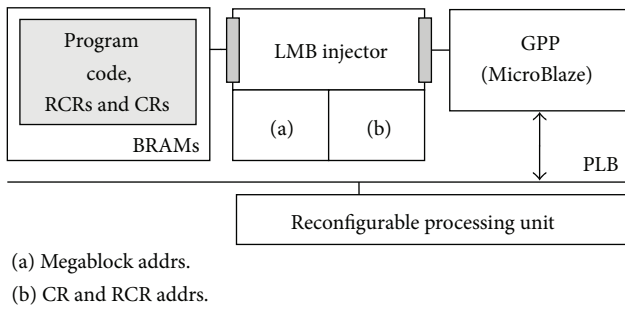 Program
code,
RCRs and CRs
BRAMs
LMB injector
(a)
(b)
GPP
(MicroBlaze)
PLB
Reconfigurable processing unit
(a) Megablock addrs.
(b) CR and RCR addrs.